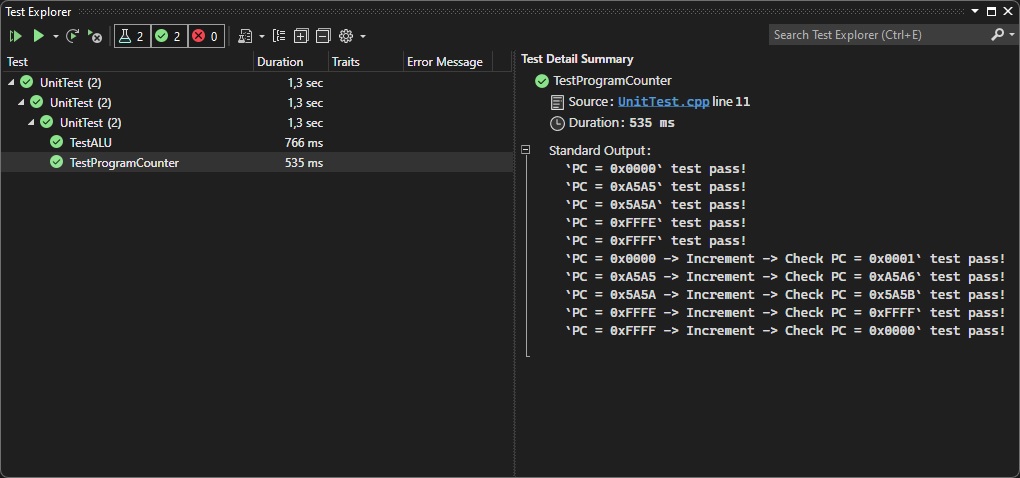 Test Explorer
2 2 0
Search Test Explorer (Ctrl+E)
Test Duration Traits Error Message
UnitTest (2) 1,3 sec
UnitTest (2) 1,3 sec
UnitTest (2) 1,3 sec
TestALU 766 ms
TestProgramCounter 535 ms
Test Detail Summary
TestProgramCounter
Source: UnitTest.cpp line 11
Duration: 535 ms
Standard Output:
`PC = 0x0000` test pass!
`PC = 0xA5A5` test pass!
`PC = 0x5A5A` test pass!
`PC = 0xFFFE` test pass!
`PC = 0xFFFF` test pass!
`PC = 0x0000 -> Increment -> Check PC = 0x0001` test pass!
`PC = 0xA5A5 -> Increment -> Check PC = 0xA5A6` test pass!
`PC = 0x5A5A -> Increment -> Check PC = 0x5A5B` test pass!
`PC = 0xFFFE -> Increment -> Check PC = 0xFFFF` test pass!
`PC = 0xFFFF -> Increment -> Check PC = 0x0000` test pass!